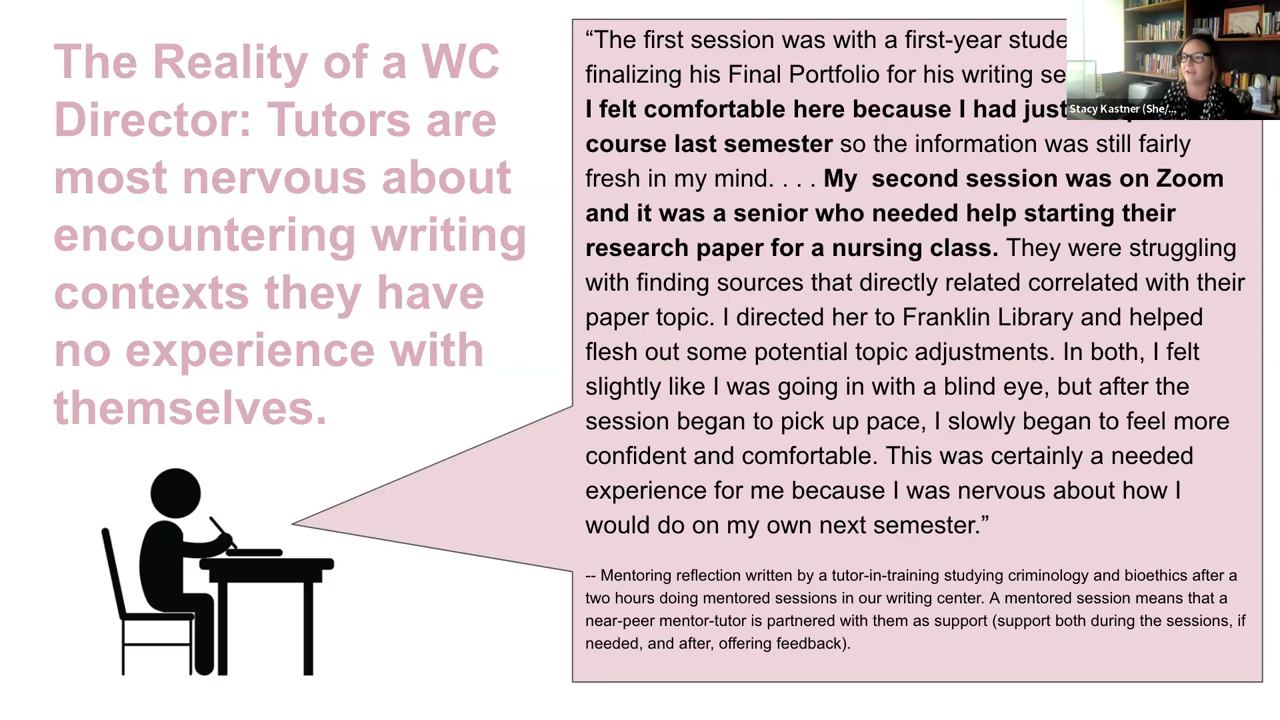 The Reality of a WC
Director: Tutors are
most nervous about
encountering writing
contexts they have
no experience with
themselves.
“The first session was with a first-year
finalizing his Final Portfolio for his writing
I felt comfortable here because I had just
course last semester so the information was still fairly
fresh in my mind. . . . My second session was on Zoom
and it was a senior who needed help starting their
research paper for a nursing class. They were struggling
with finding sources that directly related correlated with their
paper topic. I directed her to Franklin Library and helped
flesh out some potential topic adjustments. In both, I felt
slightly like I was going in with a blind eye, but after the
session began to pick up pace, I slowly began to feel more
confident and comfortable. This was certainly a needed
experience for me because I was nervous about how I
would do on my own next semester.”
-- Mentoring reflection written by a tutor-in-training studying criminology and bioethics after a
two hours doing mentored sessions in our writing center. A mentored session means that a
near-peer mentor-tutor is partnered with them as support (support both during the sessions, if
needed, and after, offering feedback).
Stacy Kastner (She/...